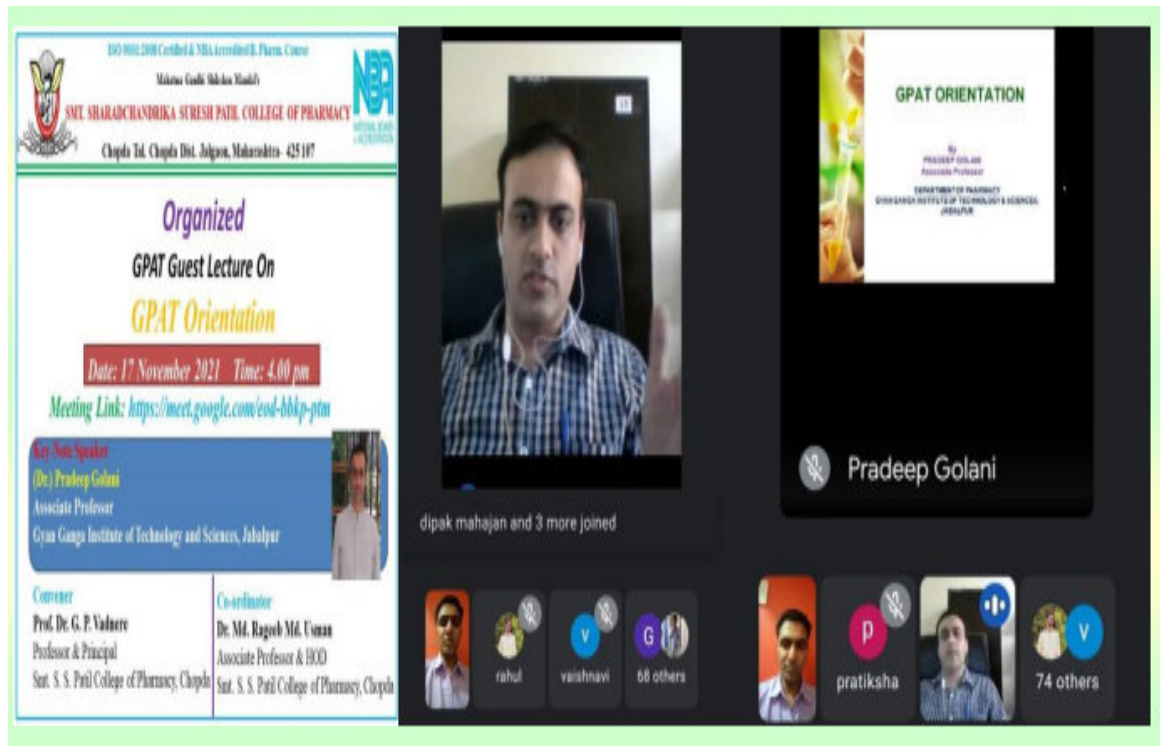 ISO 9001:2008 Certified & NBA Accredited B. Pharm. Course
Mahatma Gandhi Shikshan Mandal's
SMT. SHARADCHANDRIKA SURESH PATIL COLLEGE OF PHARMACY
NBA
NATIONAL BOARD
of ACCREDITATION
Chopda Tal. Chopda Dist. Jalgaon, Maharashtra- 425 107
Organized
GPAT Guest Lecture On
GPAT Orientation
Date: 17 November 2021 Time: 4.00 pm
Meeting Link: https://meet.google.com/eod-bbkp-ptm
Key-Note Speaker
(Dr.) Pradeep Golani
Associate Professor
Gyan Ganga Institute of Technology and Sciences, Jabalpur
Convener
Prof. Dr. G. P. Vadnere
Professor & Principal
Smt. S. S. Patil College of Pharmacy, Chopda
Co-ordinator
Dr. Md. Rageeb Md. Usman
Associate Professor & HOD
Smt. S. S. Patil College of Pharmacy, Chopda
dipak mahajan and 3 more joined
rahul
v
vaishnavi
G
68 others
GPAT ORIENTATION
By
PRADEEP GOLANI
Associate Professor
DEPARTMENT OF PHARMACY
GYAN GANGA INSTITUTE OF TECHNOLOGY & SCIENCES,
JABALPUR
Pradeep Golani
p
pratiksha
v
74 others